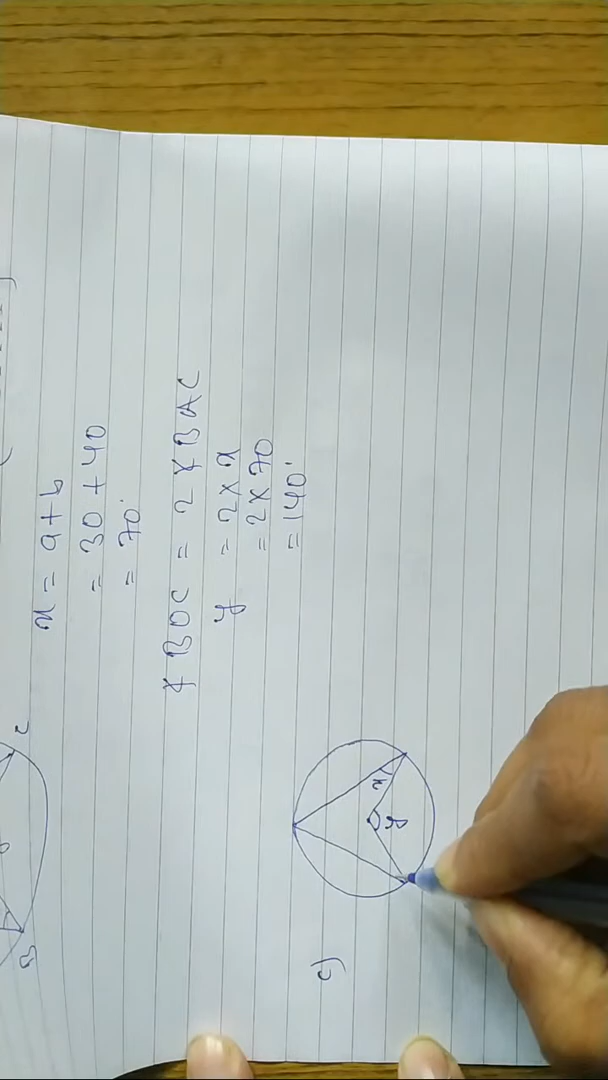 x = a+b
= 30 + 40
= 70°
∠BOC = 2 ∠BAC
y = 2 × x
= 2 × 70
= 140°
C
B
c)
x
y